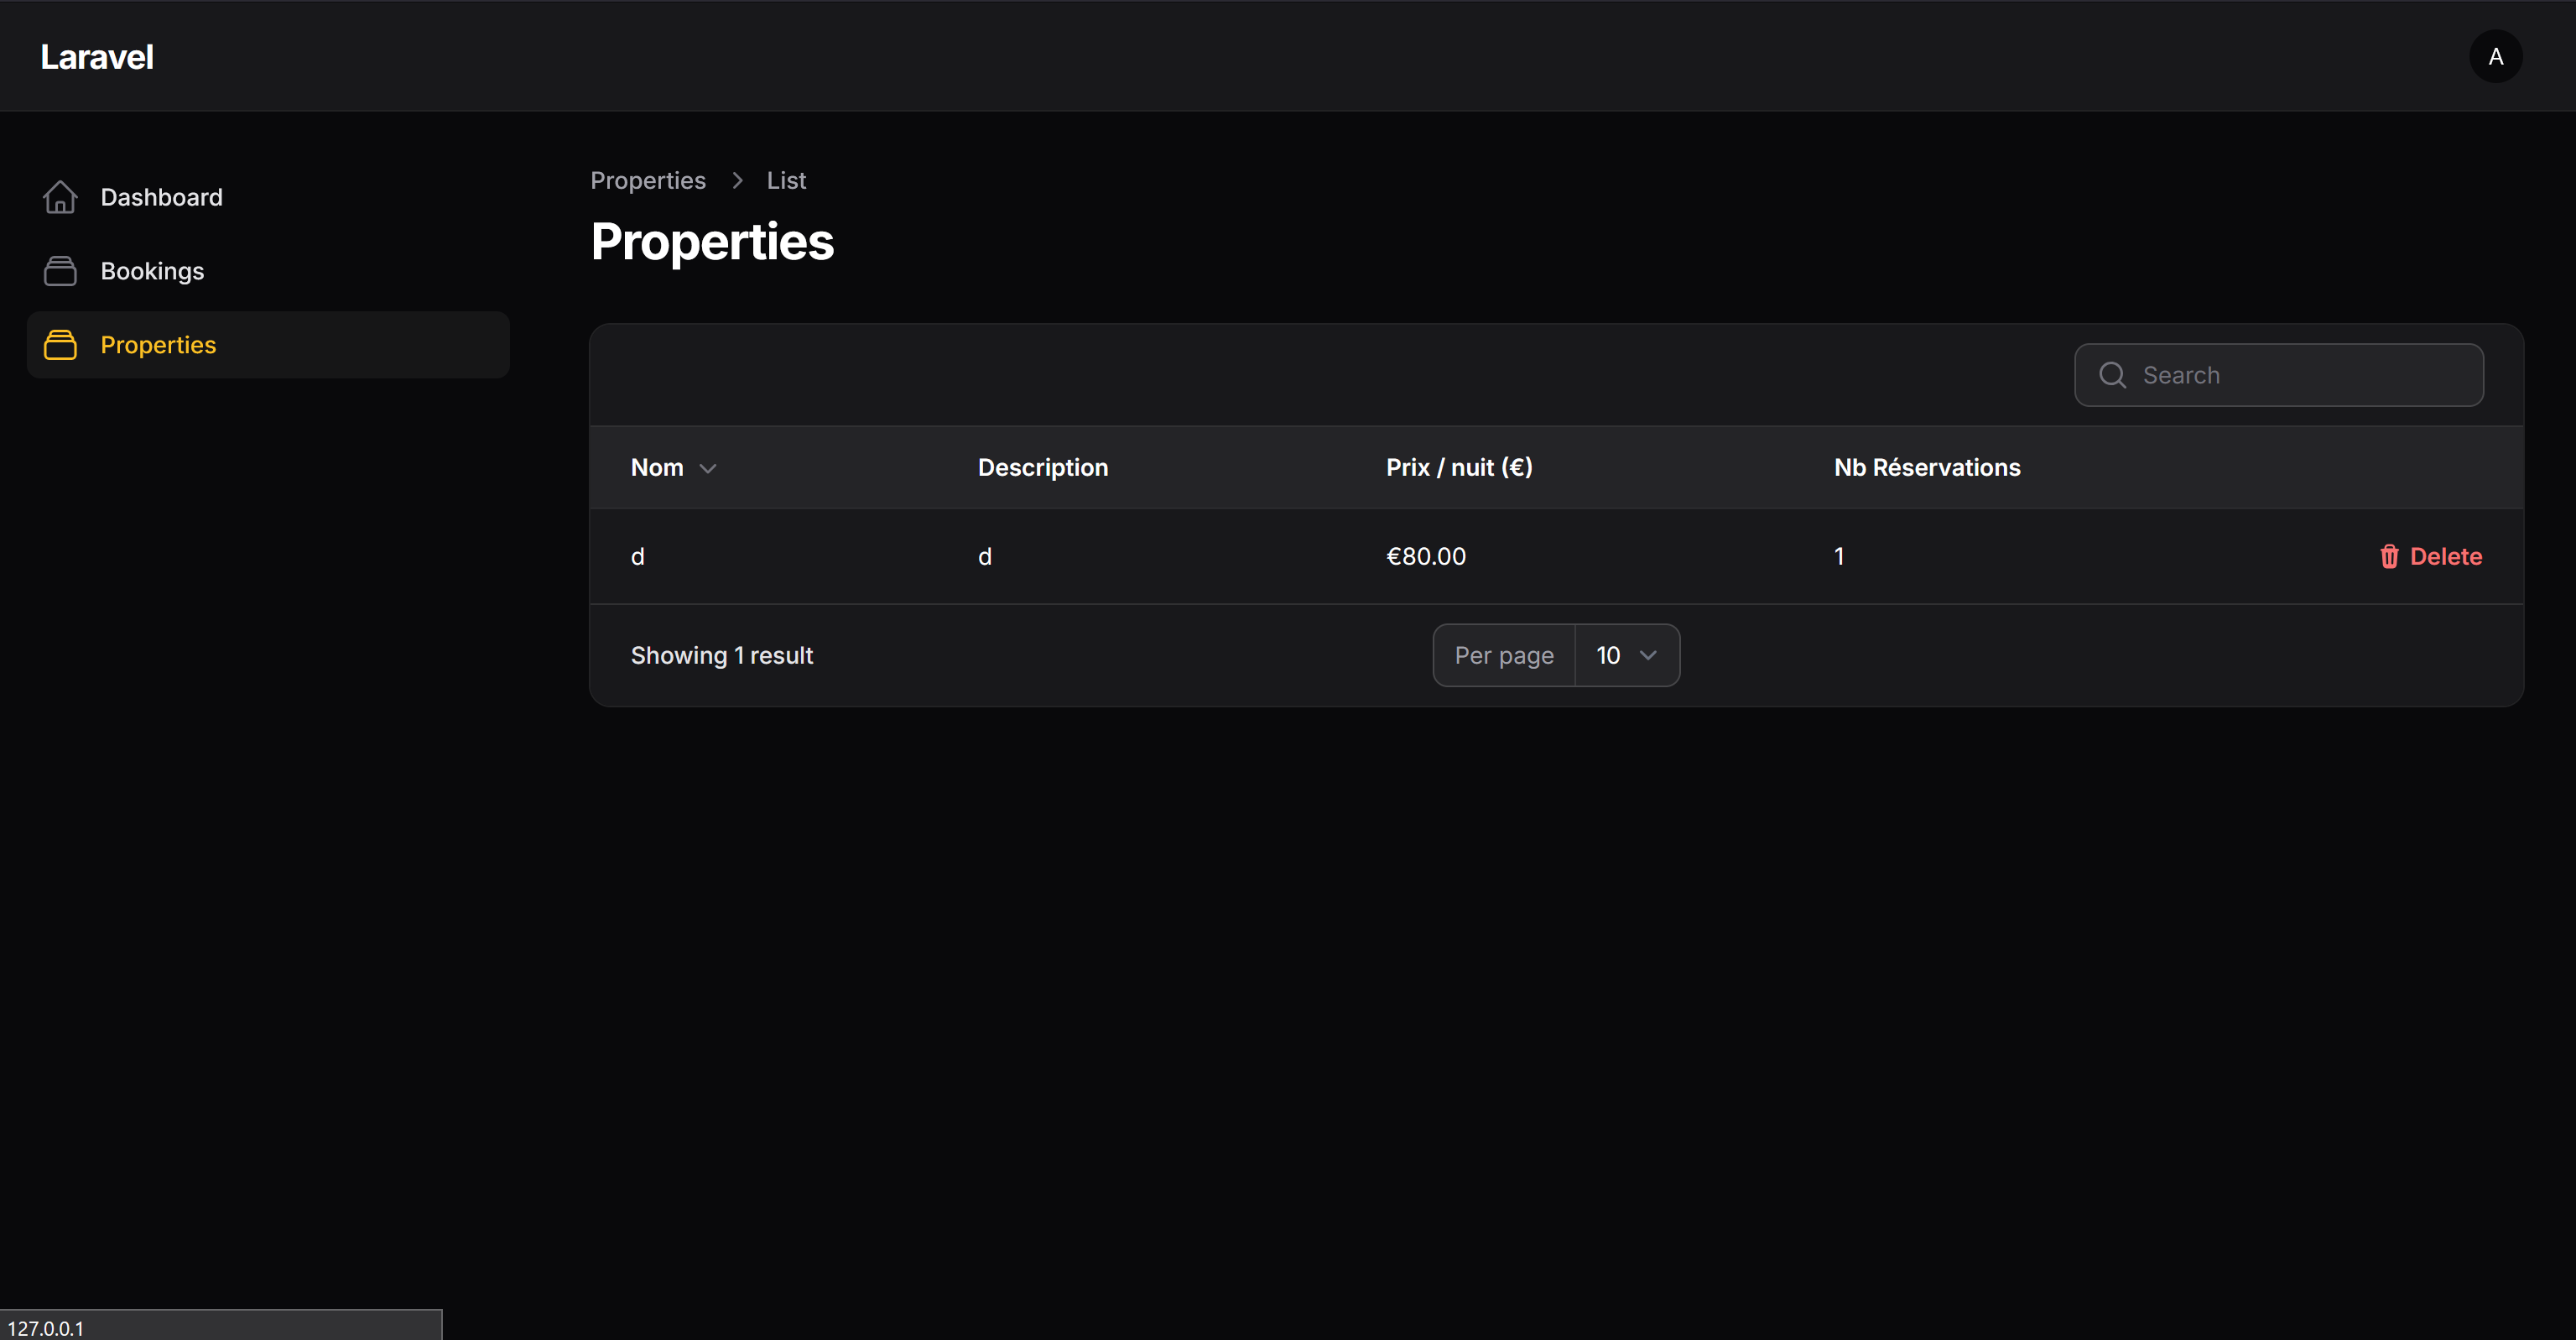 Laravel
A
Dashboard
Bookings
Properties
Properties > List
Properties
Search
Nom Description Prix / nuit (€) Nb Réservations
d d €80.00 1 Delete
Showing 1 result Per page 10
127.0.0.1